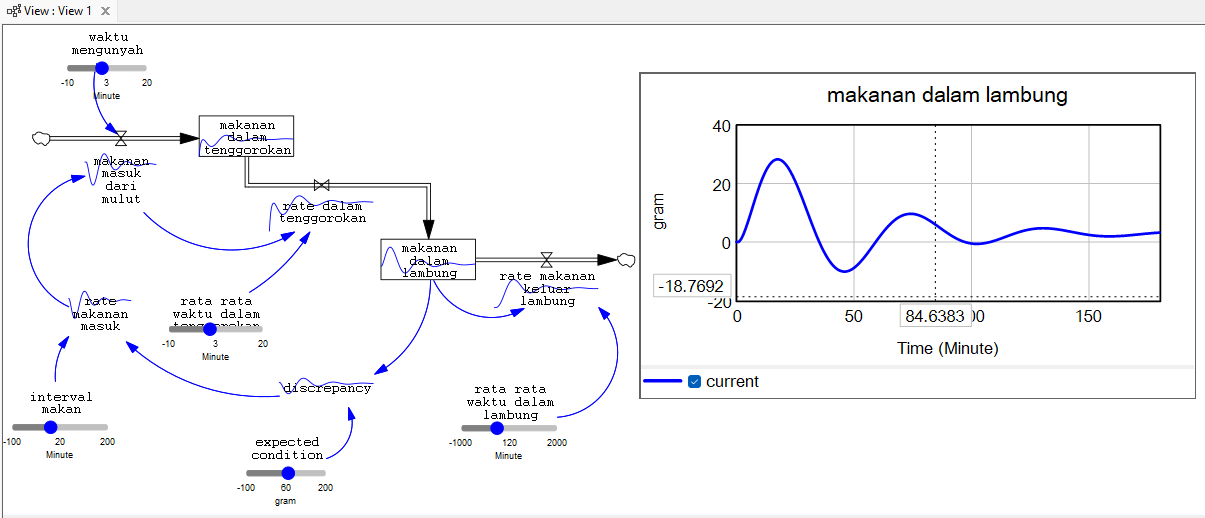 View : View 1
waktu
mengunyah
-10 3 20
Minute
makanan
dalam
tenggorokan
makanan
masuk
dari
mulut
rate dalam
tenggorokan
makanan
dalam
lambung
rate makanan
keluar
lambung
rate
makanan
masuk
rata rata
waktu dalam
tenggorokan
-10 3 20
Minute
discrepancy
interval
makan
-100 20 200
Minute
expected
condition
-100 60 200
gram
rata rata
waktu dalam
lambung
-1000 120 2000
Minute
makanan dalam lambung
40
20
0
-20
gram
-18.7692
0 50 84.6383 00 150
Time (Minute)
current